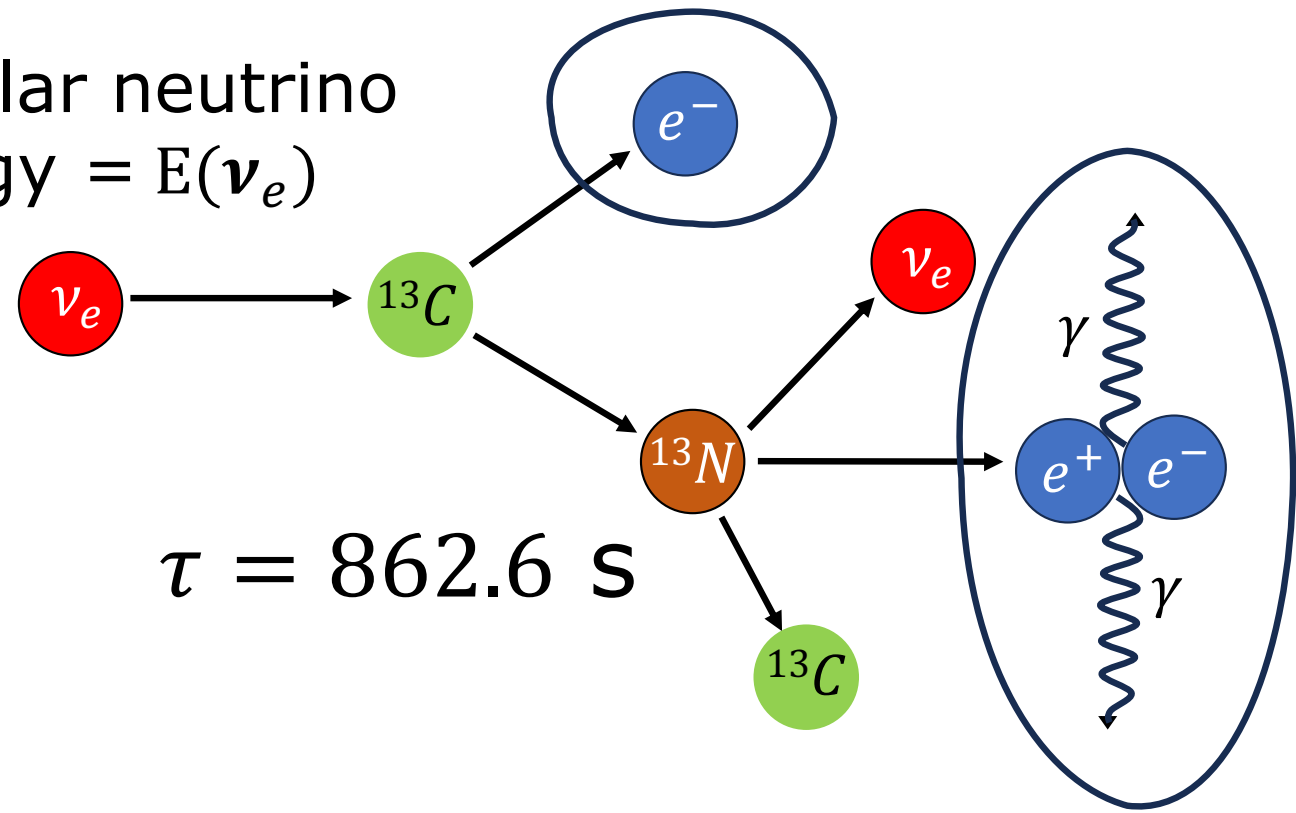 lar neutrino
gy = E(𝝂ₑ)
e⁻
νₑ
¹³C
νₑ
γ
¹³N
e⁺ e⁻
τ = 862.6 s
γ
¹³C